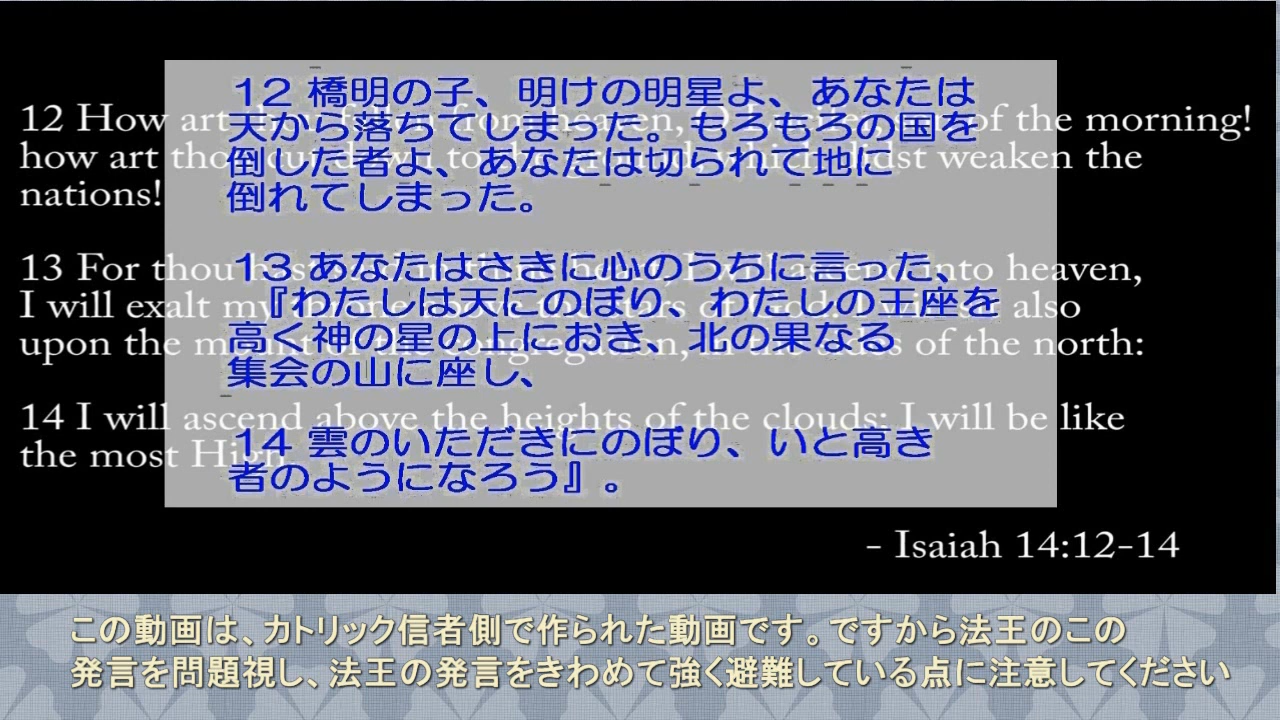 12 How art from heaven, of the morning!
how art thou to the didst weaken the
nations!
13 For thou into heaven,
I will exalt my stars of also
upon the congregation, of the north:
14 I will ascend above the heights of the clouds; I will be like
the most High.
12 橋明の子、明けの明星よ、あなたは
天から落ちてしまった。もろもろの国を
倒した者よ、あなたは切られて地に
倒れてしまった。
13 あなたはさきに心のうちに言った、
『わたしは天にのぼり、わたしの王座を
高く神の星の上におき、北の果なる
集会の山に座し、
14 雲のいただきにのぼり、いと高き
者のようになろう』。
- Isaiah 14:12-14
この動画は、カトリック信者側で作られた動画です。ですから法王のこの
発言を問題視し、法王の発言をきわめて強く避難している点に注意してください